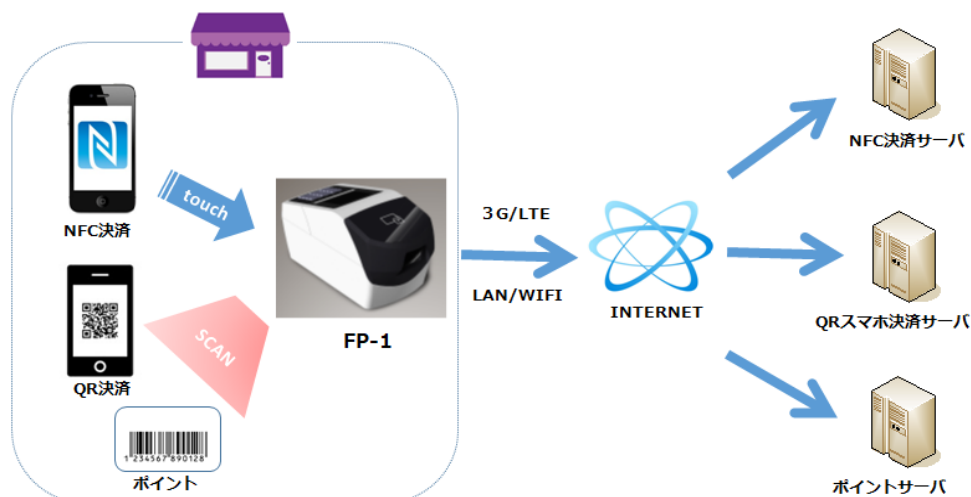 NFC決済
touch
QR決済
SCAN
1 234567 890128
ポイント
FP-1
3G/LTE
LAN/WIFI
INTERNET
NFC決済サーバ
QRスマホ決済サーバ
ポイントサーバ